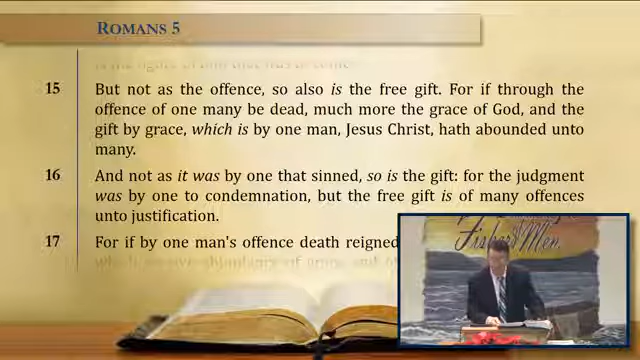 ROMANS 5
15 But not as the offence, so also is the free gift. For if through the
offence of one many be dead, much more the grace of God, and the
gift by grace, which is by one man, Jesus Christ, hath abounded unto
many.
16 And not as it was by one that sinned, so is the gift: for the judgment
was by one to condemnation, but the free gift is of many offences
unto justification.
17 For if by one man's offence death reigned
Fishers Men